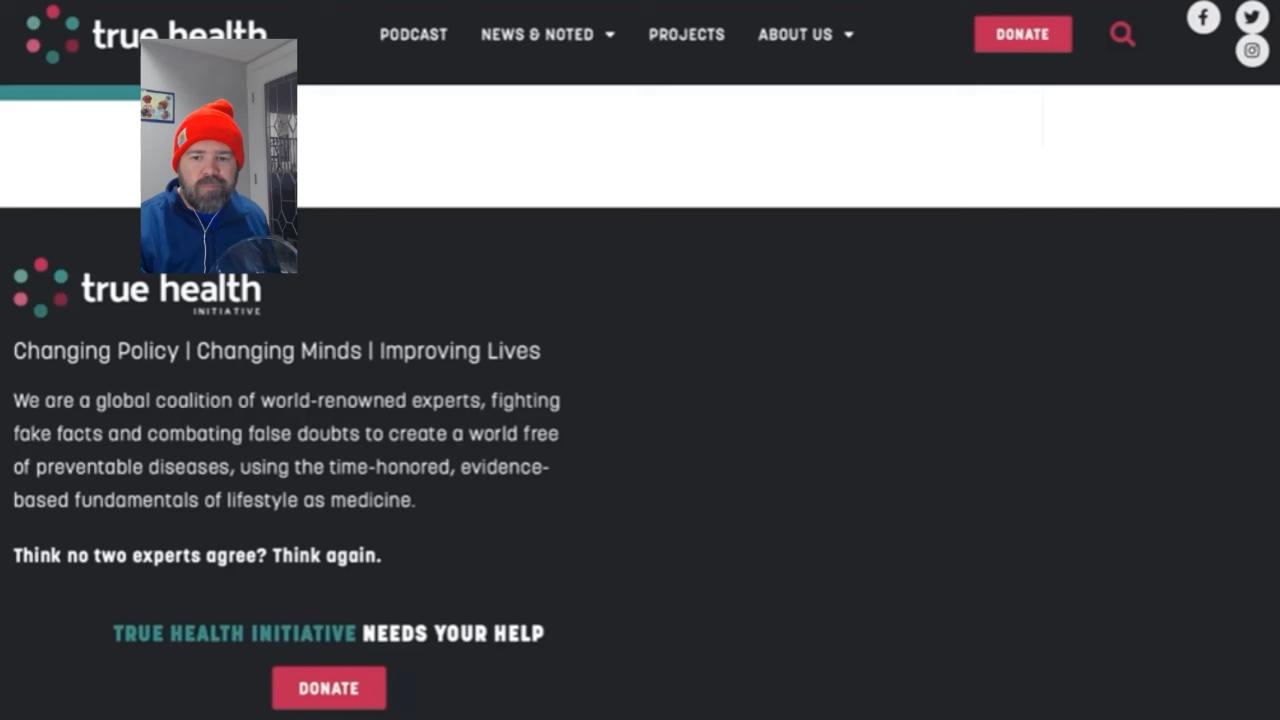 true health
PODCAST
NEWS & NOTED
PROJECTS
ABOUT US
DONATE
true health
INITIATIVE
Changing Policy | Changing Minds | Improving Lives
We are a global coalition of world-renowned experts, fighting
fake facts and combating false doubts to create a world free
of preventable diseases, using the time-honored, evidence-
based fundamentals of lifestyle as medicine.
Think no two experts agree? Think again.
TRUE HEALTH INITIATIVE NEEDS YOUR HELP
DONATE